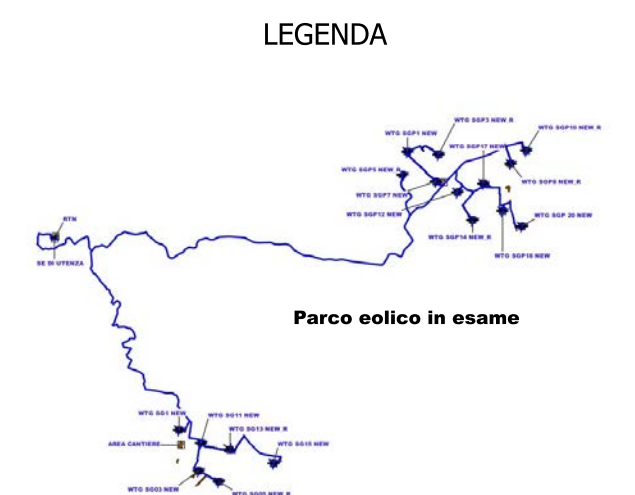 LEGENDA
WTG SGP3 NEW_R
WTG SGP10 NEW_R
WTG SGP1 NEW
WTG SGP17 NEW
WTG SGP5 NEW_R
WTG SGP9 NEW_R
WTG SGP7 NEW
WTG SGP12 NEW
WTG SGP 20 NEW
RTN
WTG SGP14 NEW_R
WTG SGP18 NEW
SE DI UTENZA
Parco eolico in esame
WTG SG1 NEW
WTG SG11 NEW
WTG SG13 NEW_R
AREA CANTIERE
WTG SG15 NEW
WTG SG03 NEW